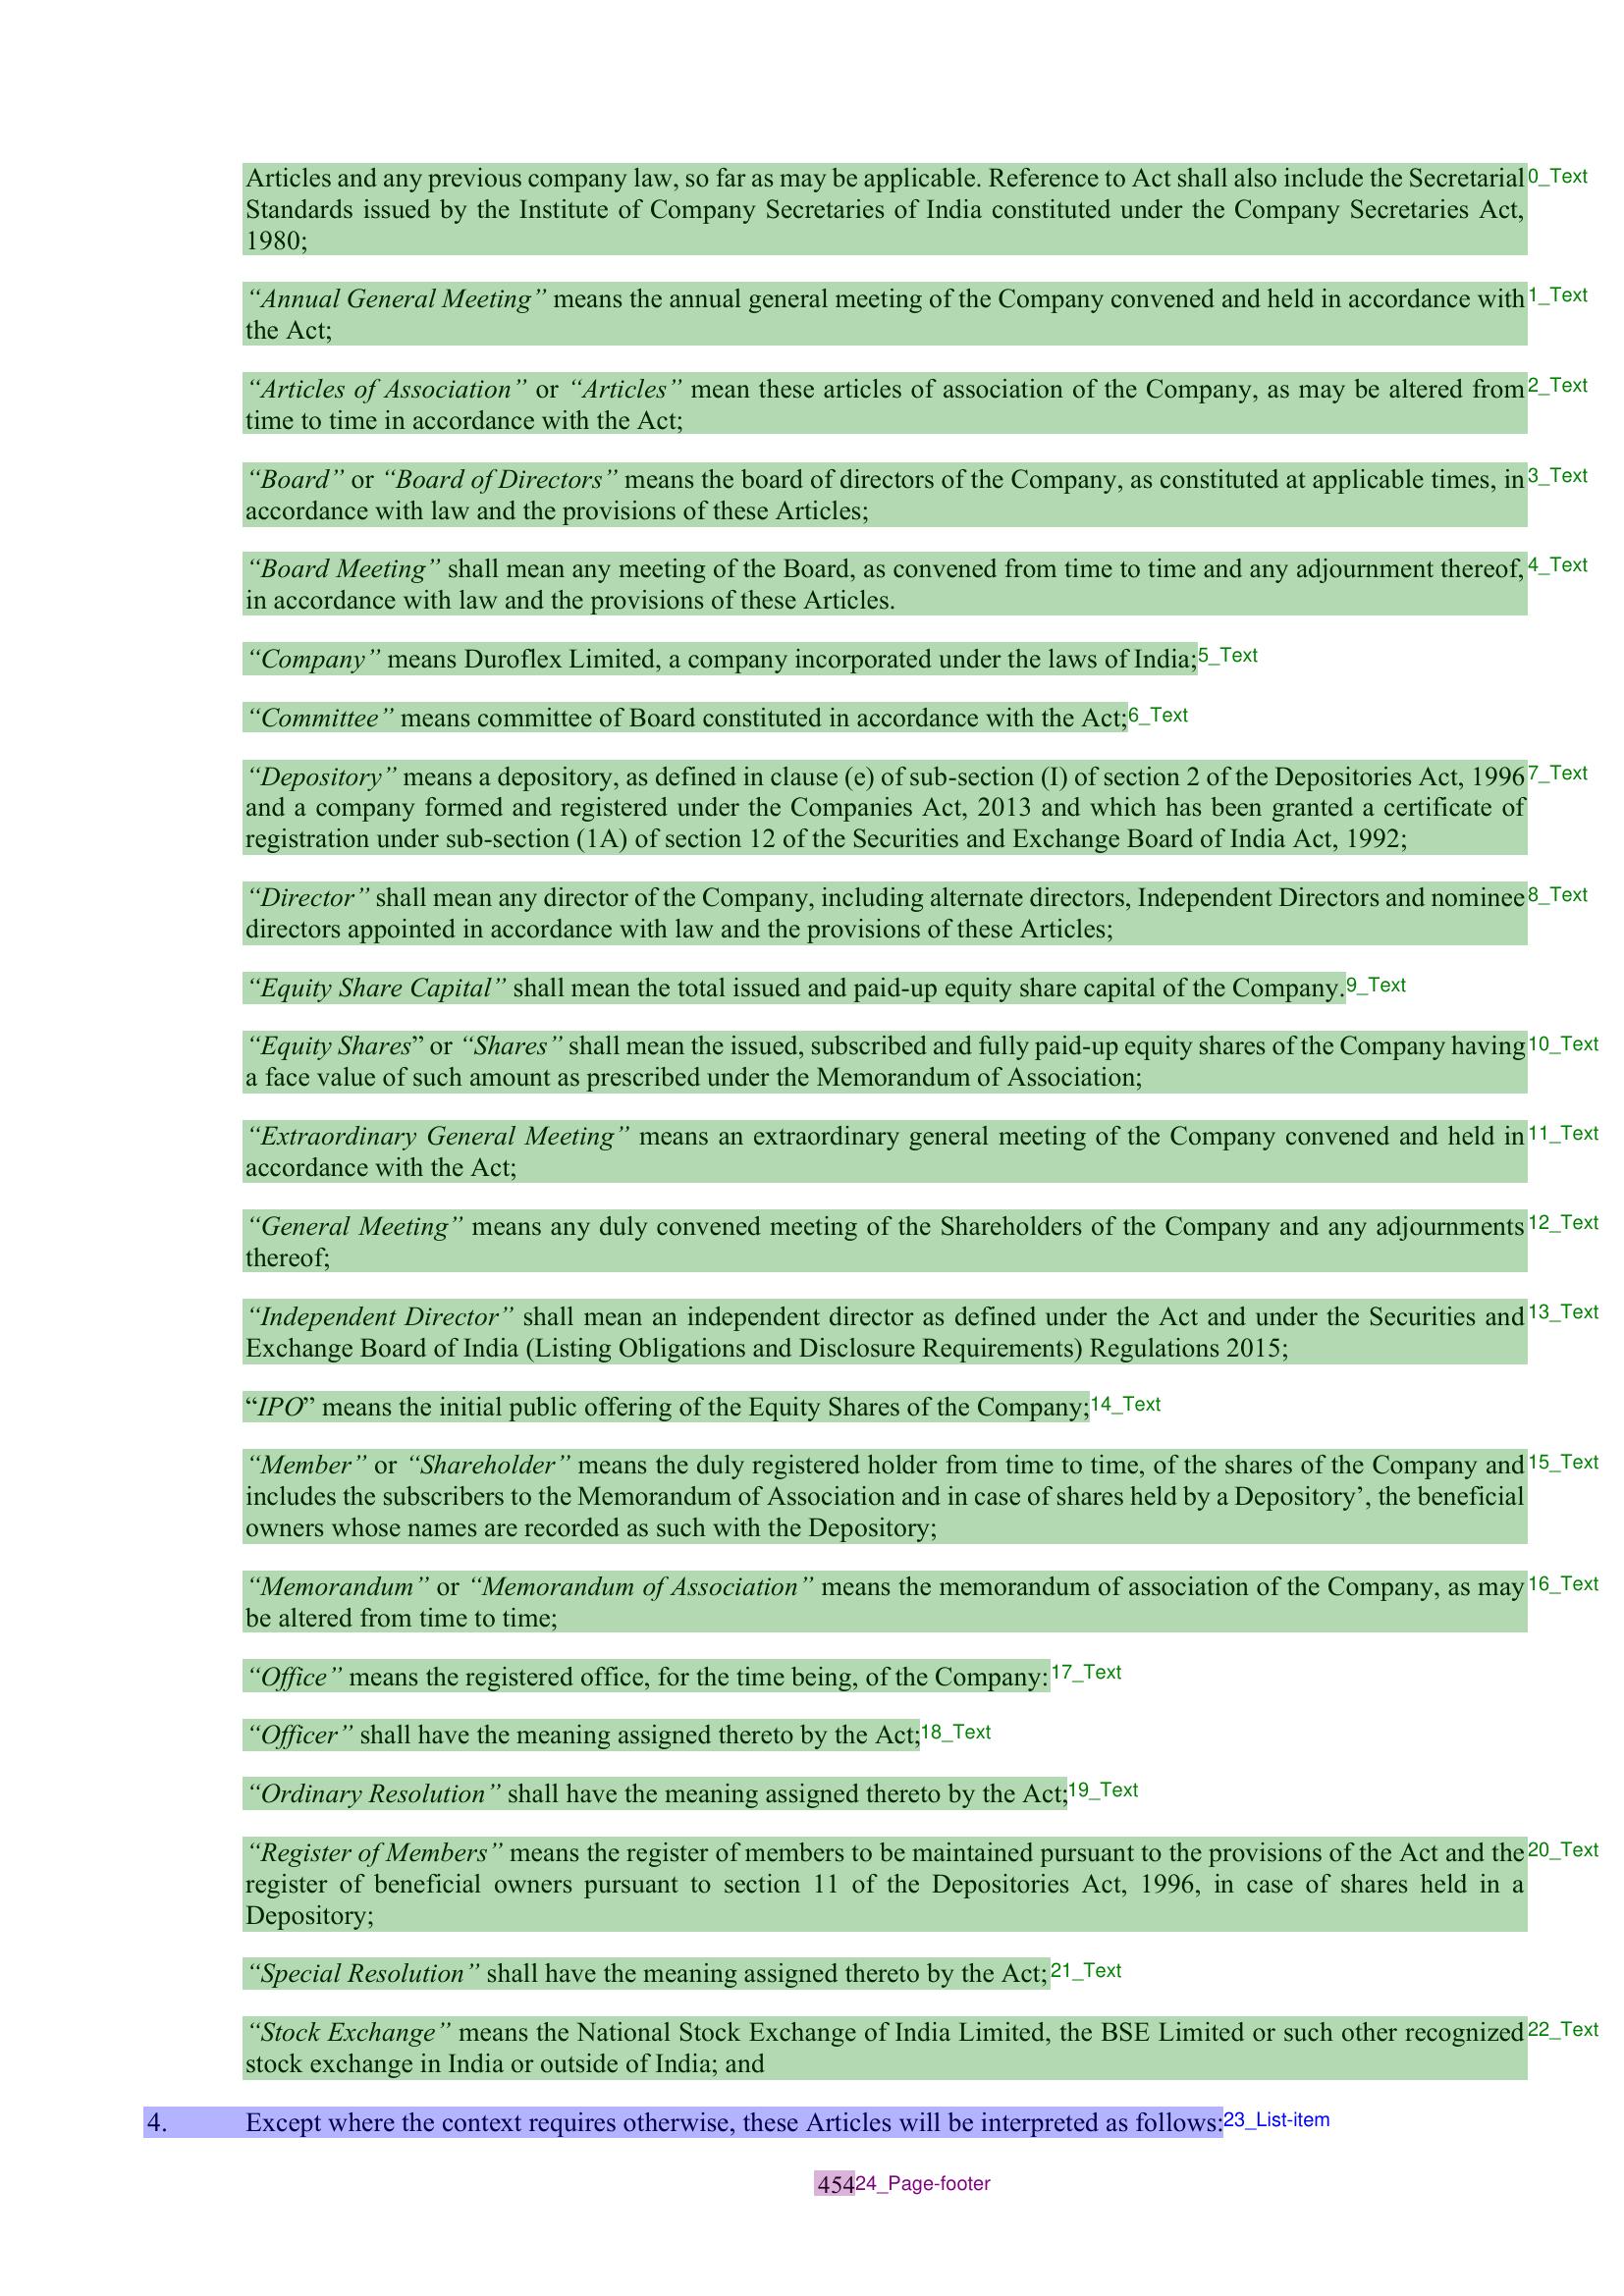 Articles and any previous company law, so far as may be applicable. Reference to Act shall also include the Secretarial 0_Text
Standards issued by the Institute of Company Secretaries of India constituted under the Company Secretaries Act,
1980;
“Annual General Meeting” means the annual general meeting of the Company convened and held in accordance with 1_Text
the Act;
“Articles of Association” or “Articles” mean these articles of association of the Company, as may be altered from 2_Text
time to time in accordance with the Act;
“Board” or “Board of Directors” means the board of directors of the Company, as constituted at applicable times, in 3_Text
accordance with law and the provisions of these Articles;
“Board Meeting” shall mean any meeting of the Board, as convened from time to time and any adjournment thereof, 4_Text
in accordance with law and the provisions of these Articles.
“Company” means Duroflex Limited, a company incorporated under the laws of India; 5_Text
“Committee” means committee of Board constituted in accordance with the Act; 6_Text
“Depository” means a depository, as defined in clause (e) of sub-section (I) of section 2 of the Depositories Act, 1996 7_Text
and a company formed and registered under the Companies Act, 2013 and which has been granted a certificate of
registration under sub-section (1A) of section 12 of the Securities and Exchange Board of India Act, 1992;
“Director” shall mean any director of the Company, including alternate directors, Independent Directors and nominee 8_Text
directors appointed in accordance with law and the provisions of these Articles;
“Equity Share Capital” shall mean the total issued and paid-up equity share capital of the Company. 9_Text
“Equity Shares” or “Shares” shall mean the issued, subscribed and fully paid-up equity shares of the Company having 10_Text
a face value of such amount as prescribed under the Memorandum of Association;
“Extraordinary General Meeting” means an extraordinary general meeting of the Company convened and held in 11_Text
accordance with the Act;
“General Meeting” means any duly convened meeting of the Shareholders of the Company and any adjournments 12_Text
thereof;
“Independent Director” shall mean an independent director as defined under the Act and under the Securities and 13_Text
Exchange Board of India (Listing Obligations and Disclosure Requirements) Regulations 2015;
“IPO” means the initial public offering of the Equity Shares of the Company; 14_Text
“Member” or “Shareholder” means the duly registered holder from time to time, of the shares of the Company and 15_Text
includes the subscribers to the Memorandum of Association and in case of shares held by a Depository’, the beneficial
owners whose names are recorded as such with the Depository;
“Memorandum” or “Memorandum of Association” means the memorandum of association of the Company, as may 16_Text
be altered from time to time;
“Office” means the registered office, for the time being, of the Company: 17_Text
“Officer” shall have the meaning assigned thereto by the Act; 18_Text
“Ordinary Resolution” shall have the meaning assigned thereto by the Act; 19_Text
“Register of Members” means the register of members to be maintained pursuant to the provisions of the Act and the 20_Text
register of beneficial owners pursuant to section 11 of the Depositories Act, 1996, in case of shares held in a
Depository;
“Special Resolution” shall have the meaning assigned thereto by the Act; 21_Text
“Stock Exchange” means the National Stock Exchange of India Limited, the BSE Limited or such other recognized 22_Text
stock exchange in India or outside of India; and
4. Except where the context requires otherwise, these Articles will be interpreted as follows: 23_List-item
454 24_Page-footer